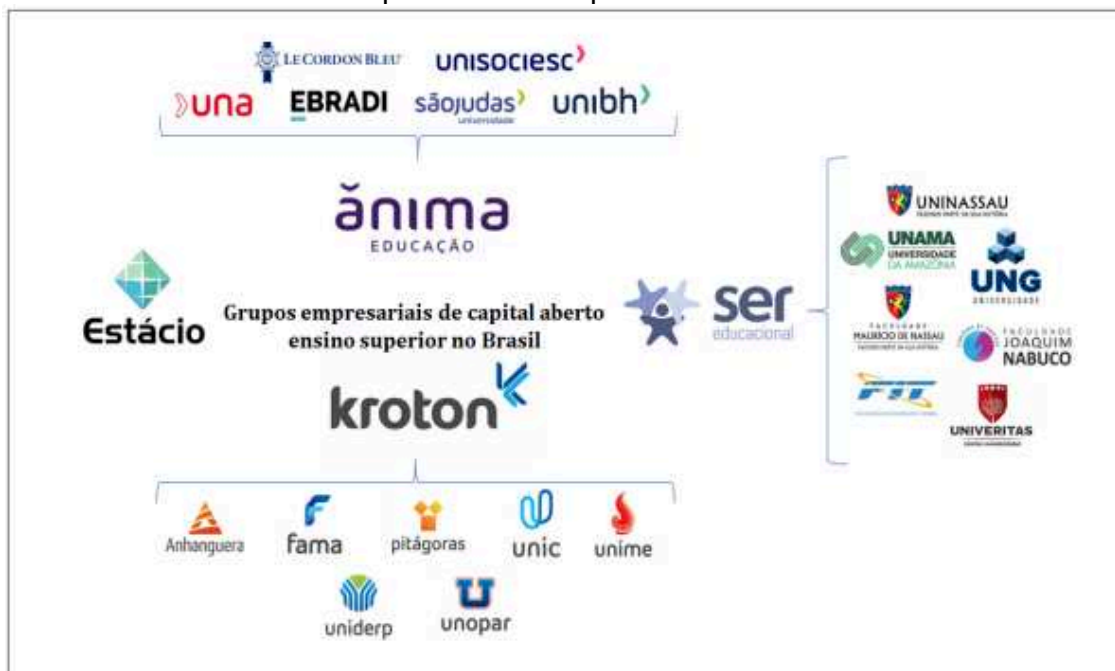 LE CORDON BLEU
UNISOCIESC
una
EBRADI
sãojudas
universidade
unibh
ănıma
EDUCAÇÃO
Estácio
Grupos empresariais de capital aberto
ensino superior no Brasil
ser
educacional
kroton
UNINASSAU
UNAMA
UNIVERSIDADE
DA AMAZÔNIA
UNG
UNIVERSIDADE
FACULDADE
MAURÍCIO DE NASSAU
FACULDADE
JOAQUIM
NABUCO
FIT
UNIVERITAS
Anhanguera
fama
pitágoras
unic
unime
uniderp
unopar